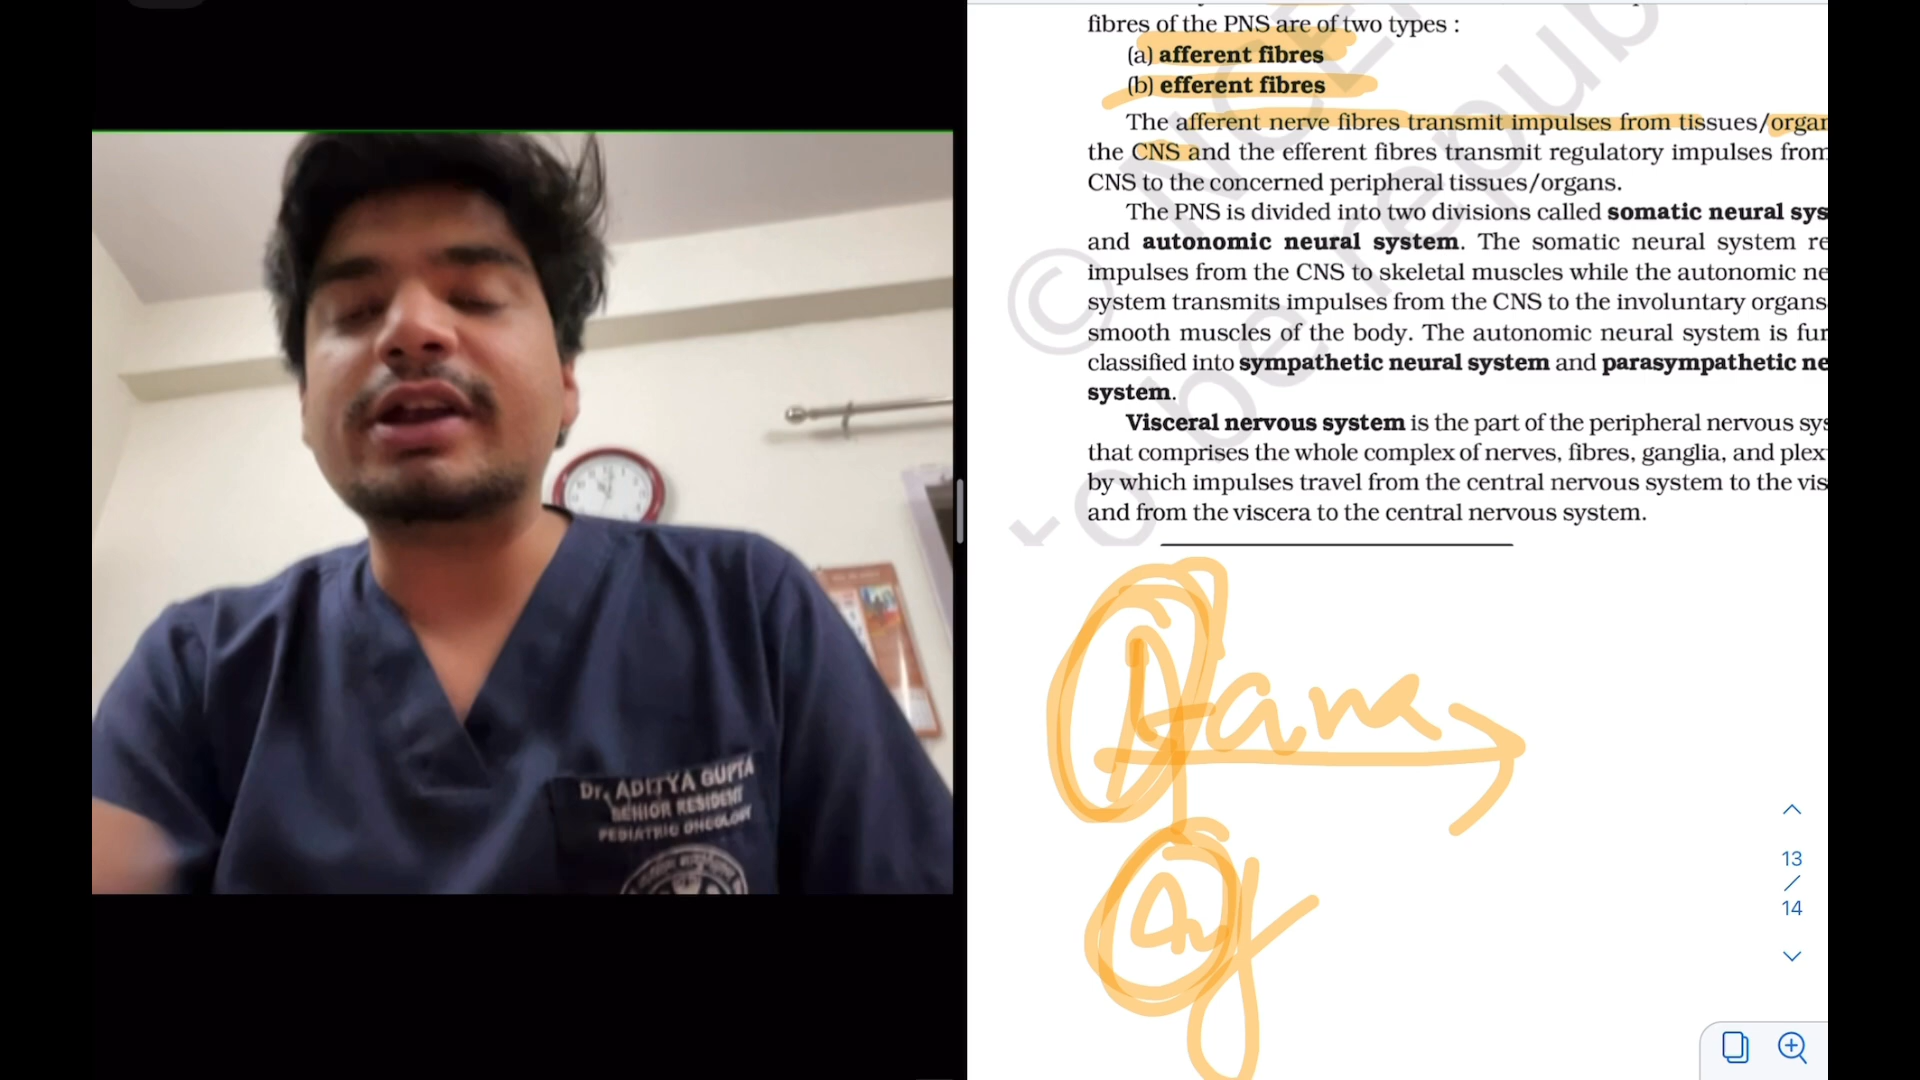 Dr. ADITYA GUPTA
SENIOR RESIDENT
PEDIATRIC ONCOLOGY
fibres of the PNS are of two types :
(a) afferent fibres
(b) efferent fibres
The afferent nerve fibres transmit impulses from tissues/organ
the CNS and the efferent fibres transmit regulatory impulses from
CNS to the concerned peripheral tissues/organs.
The PNS is divided into two divisions called somatic neural sys
and autonomic neural system. The somatic neural system re
impulses from the CNS to skeletal muscles while the autonomic ne
system transmits impulses from the CNS to the involuntary organs
smooth muscles of the body. The autonomic neural system is fur
classified into sympathetic neural system and parasympathetic ne
system.
Visceral nervous system is the part of the peripheral nervous sys
that comprises the whole complex of nerves, fibres, ganglia, and plex
by which impulses travel from the central nervous system to the vis
and from the viscera to the central nervous system.
© NCE
to be republ
13
/
14